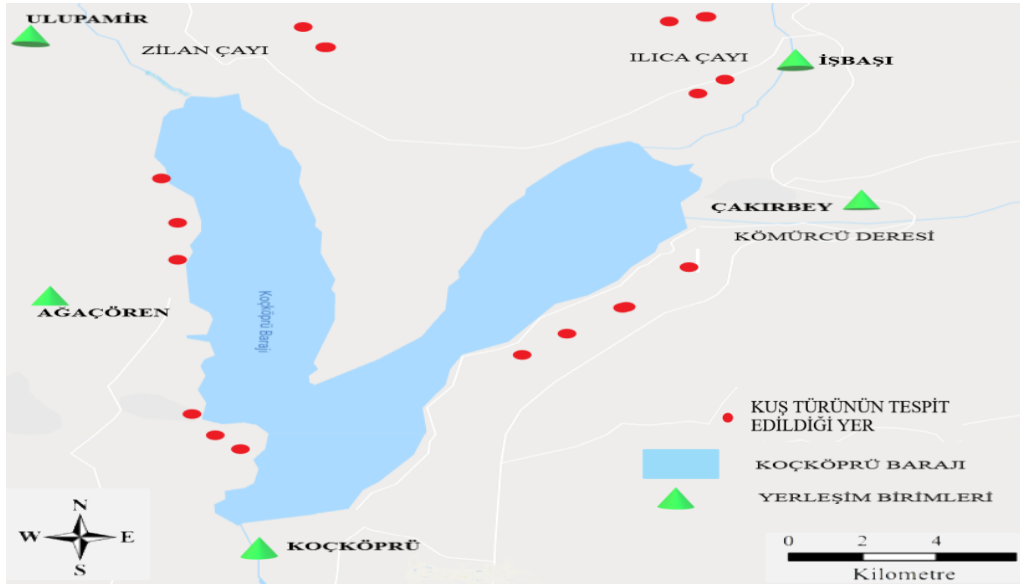 ULUPAMİR
ZİLAN ÇAYI
ILICA ÇAYI
İŞBAŞI
ÇAKIRBEY
KÖMÜRCÜ DERESİ
AĞAÇÖREN
Koçköprü Barajı
KUŞ TÜRÜNÜN TESPİT
EDİLDİĞİ YER
KOÇKÖPRÜ BARAJI
YERLEŞİM BİRİMLERİ
N
W E
S
KOÇKÖPRÜ
0 2 4
Kilometre